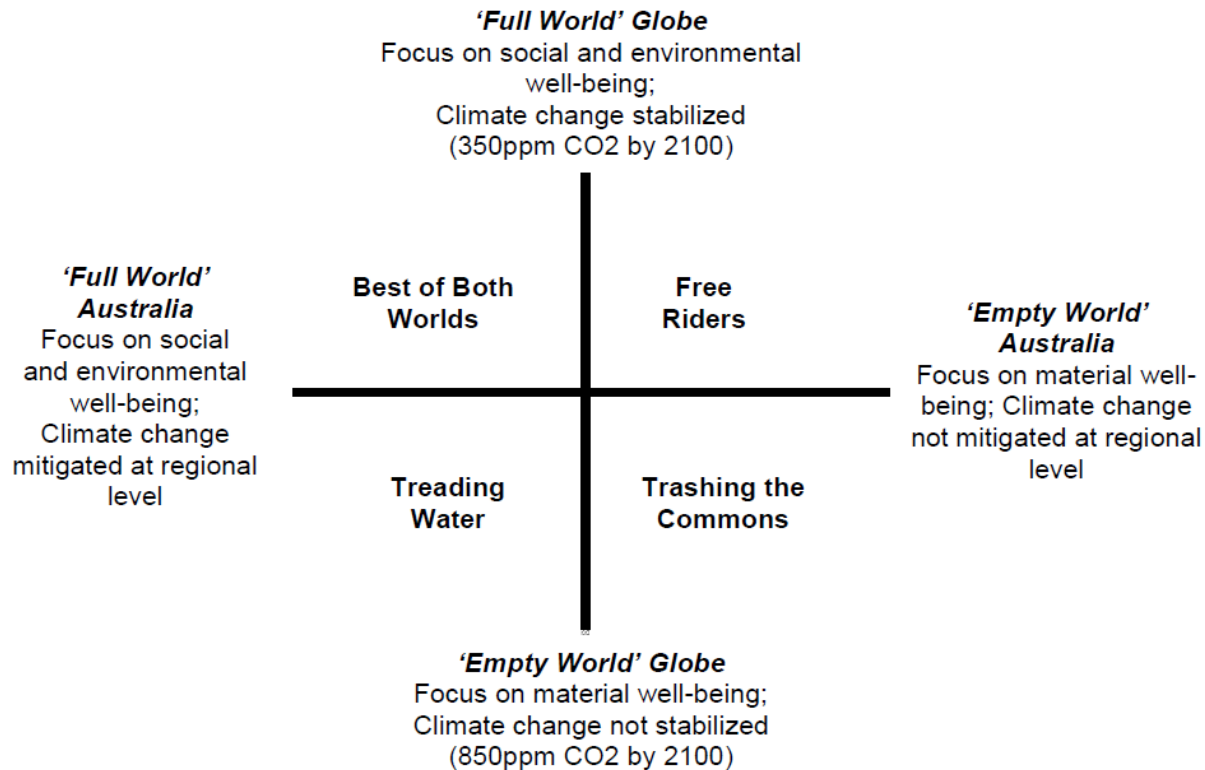 ‘Full World’ Globe
Focus on social and environmental
well-being;
Climate change stabilized
(350ppm CO2 by 2100)
‘Full World’
Australia
Focus on social
and environmental
well-being;
Climate change
mitigated at regional
level
Best of Both
Worlds
Free
Riders
‘Empty World’
Australia
Focus on material well-
being; Climate change
not mitigated at regional
level
Treading
Water
Trashing the
Commons
‘Empty World’ Globe
Focus on material well-being;
Climate change not stabilized
(850ppm CO2 by 2100)